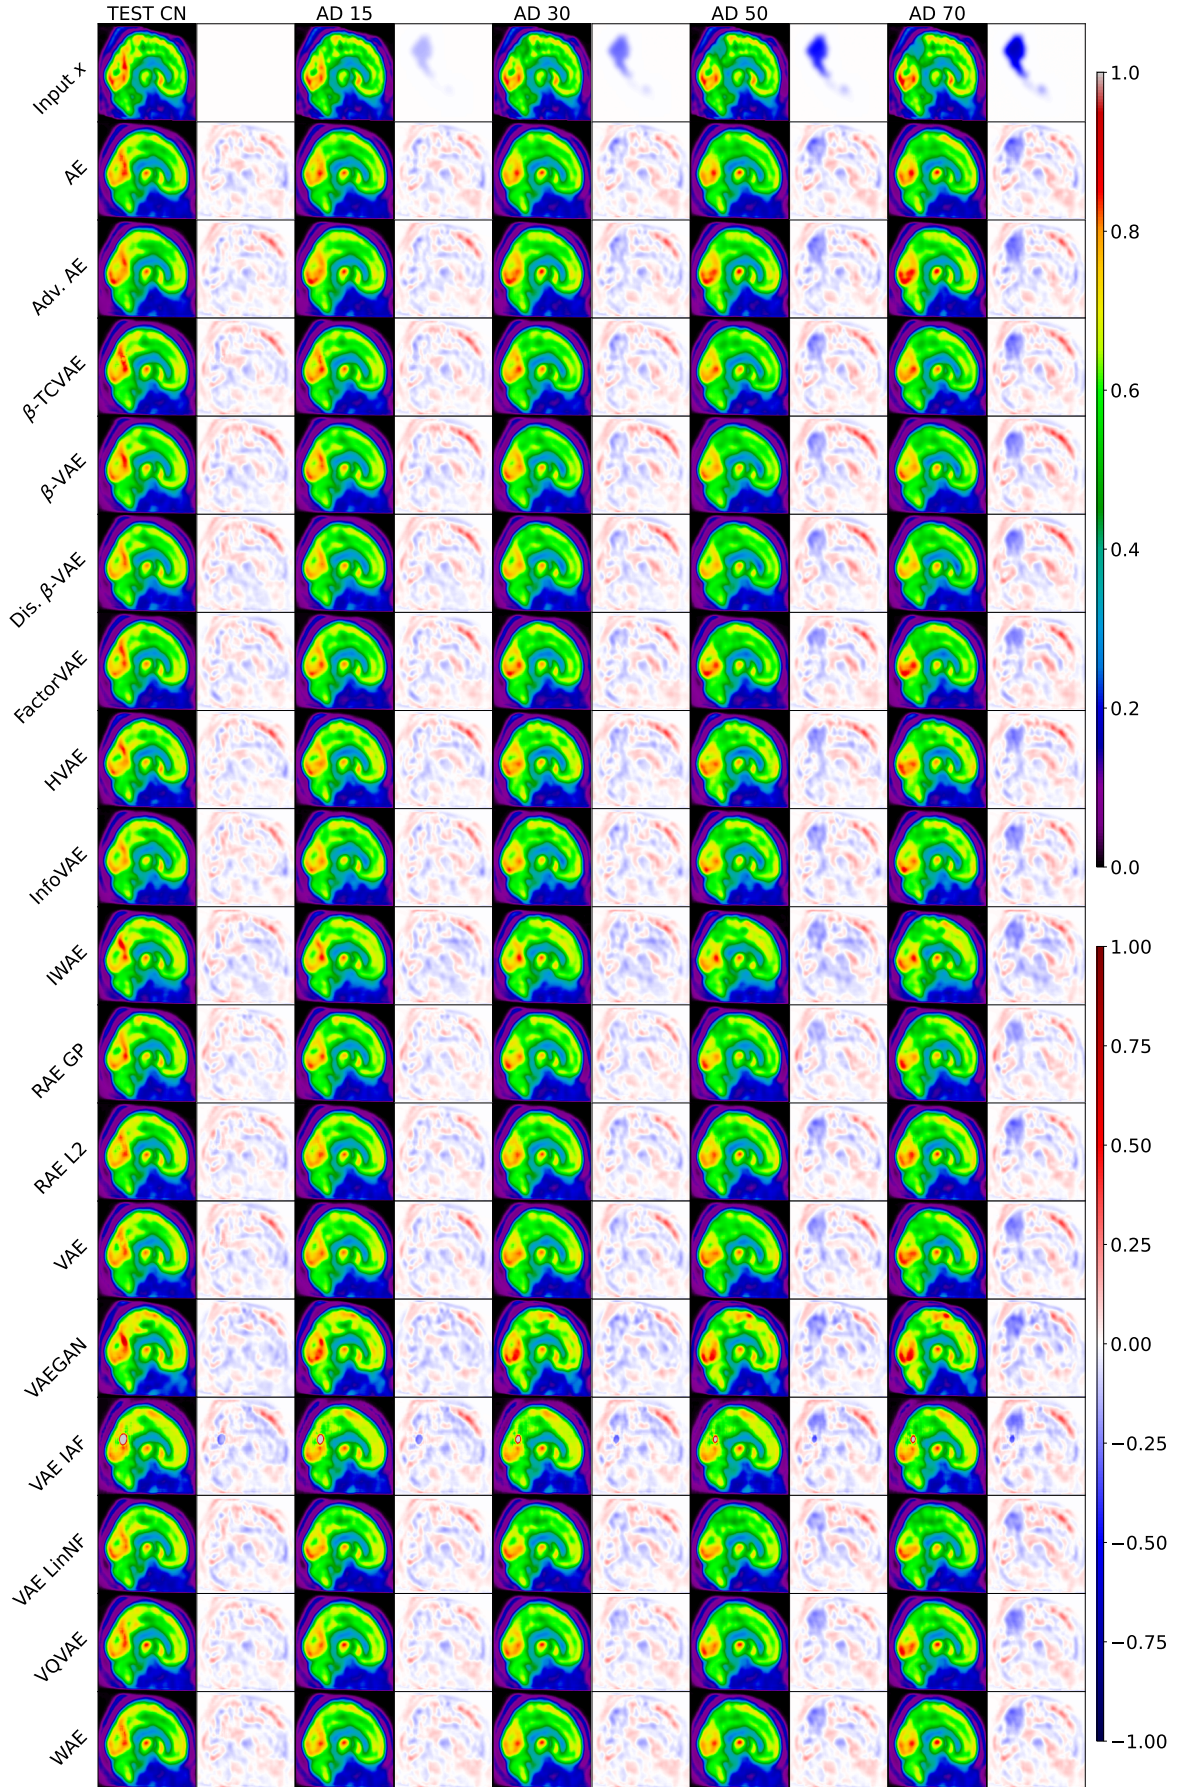 TEST CN AD 15 AD 30 AD 50 AD 70
Input x
AE
Adv. AE
β-TCVAE
β-VAE
Dis. β-VAE
FactorVAE
HVAE
InfoVAE
IWAE
RAE GP
RAE L2
VAE
VAEGAN
VAE IAF
VAE LinNF
VQVAE
WAE
1.0
0.8
0.6
0.4
0.2
0.0
1.00
0.75
0.50
0.25
0.00
−0.25
−0.50
−0.75
−1.00